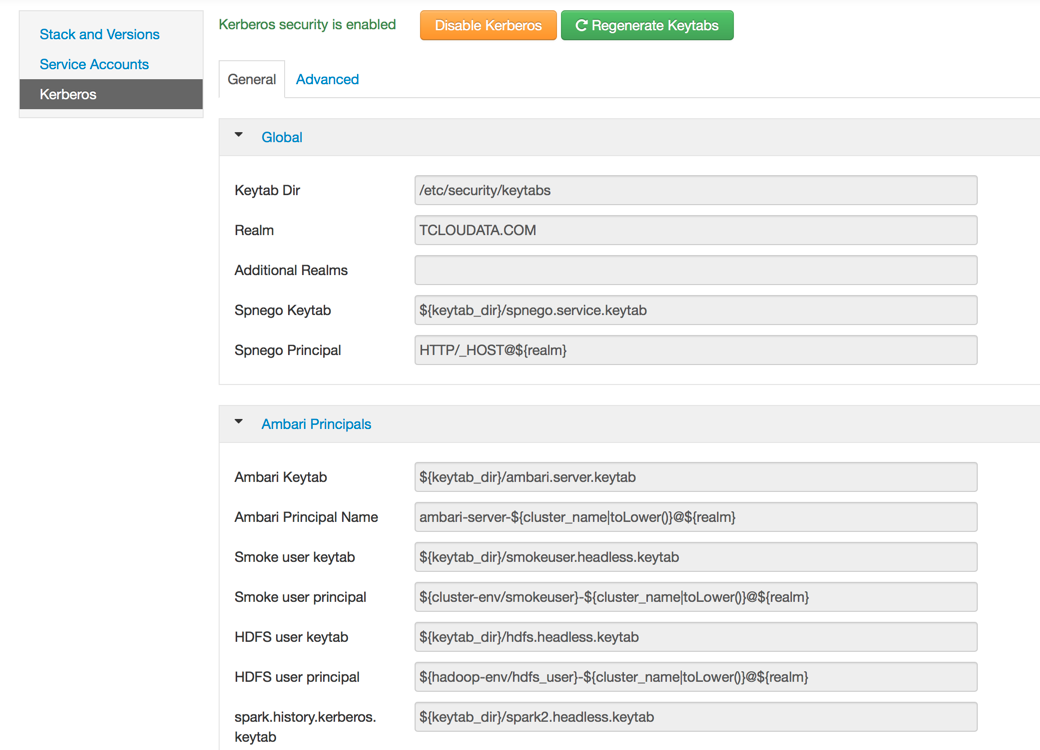 Stack and Versions
Service Accounts
Kerberos
Kerberos security is enabled Disable Kerberos Regenerate Keytabs
General Advanced
Global
Keytab Dir /etc/security/keytabs
Realm TCLOUDATA.COM
Additional Realms
Spnego Keytab ${keytab_dir}/spnego.service.keytab
Spnego Principal HTTP/_HOST@${realm}
Ambari Principals
Ambari Keytab ${keytab_dir}/ambari.server.keytab
Ambari Principal Name ambari-server-${cluster_name|toLower()}@${realm}
Smoke user keytab ${keytab_dir}/smokeuser.headless.keytab
Smoke user principal ${cluster-env/smokeuser}-${cluster_name|toLower()}@${realm}
HDFS user keytab ${keytab_dir}/hdfs.headless.keytab
HDFS user principal ${hadoop-env/hdfs_user}-${cluster_name|toLower()}@${realm}
spark.history.kerberos. ${keytab_dir}/spark2.headless.keytab
keytab